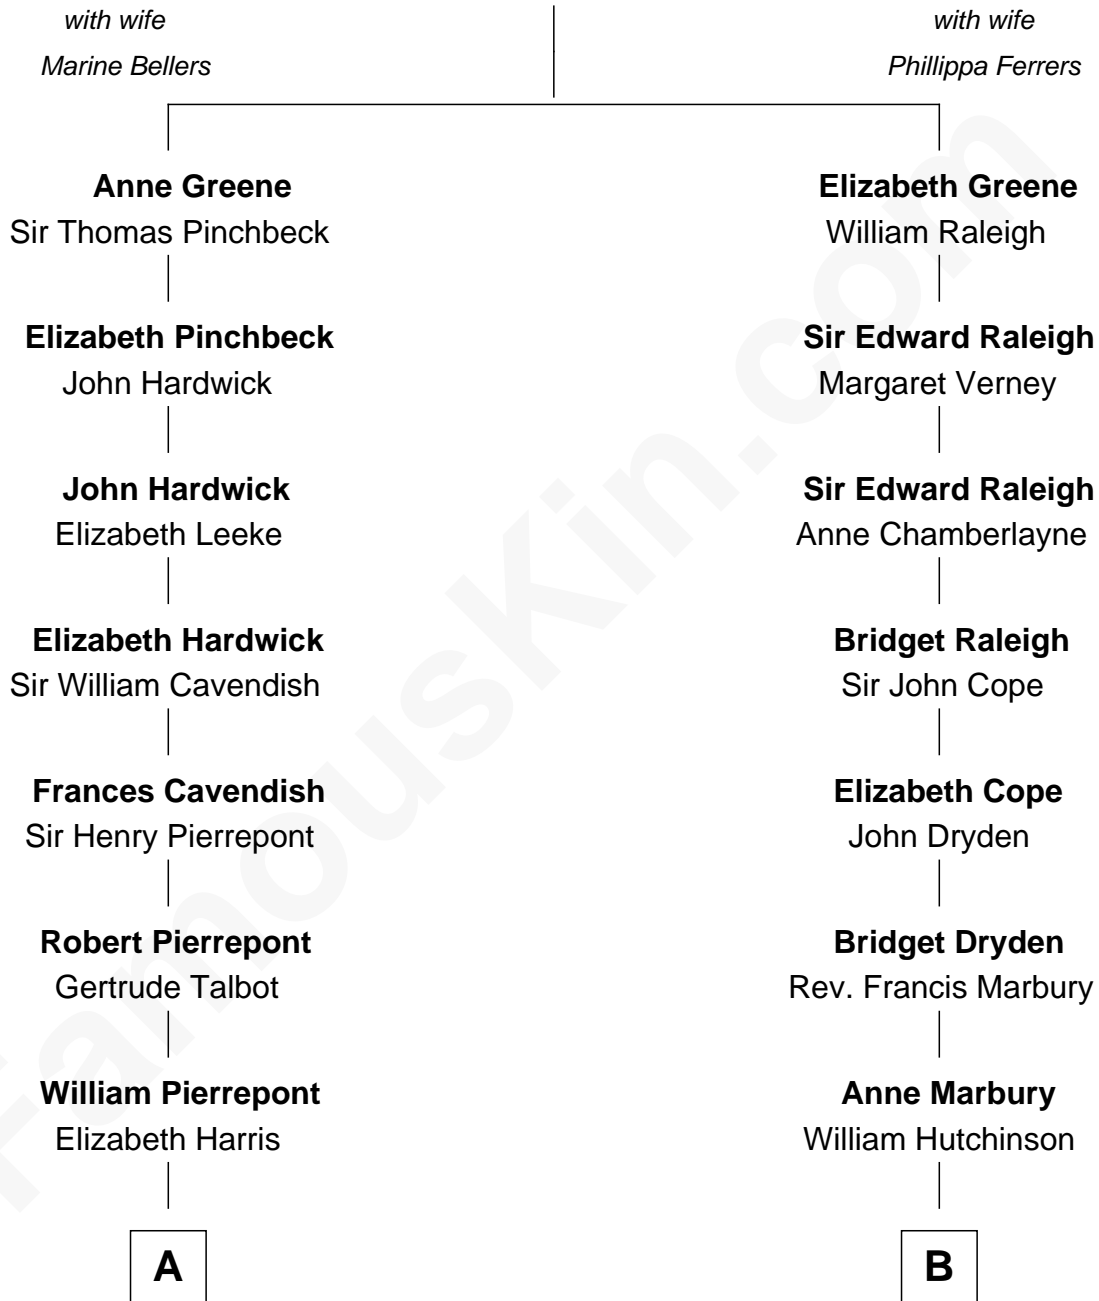 with wife
Marine Bellers
with wife
Phillippa Ferrers
Anne Greene
Sir Thomas Pinchbeck
Elizabeth Greene
William Raleigh
Elizabeth Pinchbeck
John Hardwick
Sir Edward Raleigh
Margaret Verney
John Hardwick
Elizabeth Leeke
Sir Edward Raleigh
Anne Chamberlayne
Elizabeth Hardwick
Sir William Cavendish
Bridget Raleigh
Sir John Cope
Frances Cavendish
Sir Henry Pierrepont
Elizabeth Cope
John Dryden
Robert Pierrepont
Gertrude Talbot
Bridget Dryden
Rev. Francis Marbury
William Pierrepont
Elizabeth Harris
Anne Marbury
William Hutchinson
A
B
FamousKin.com